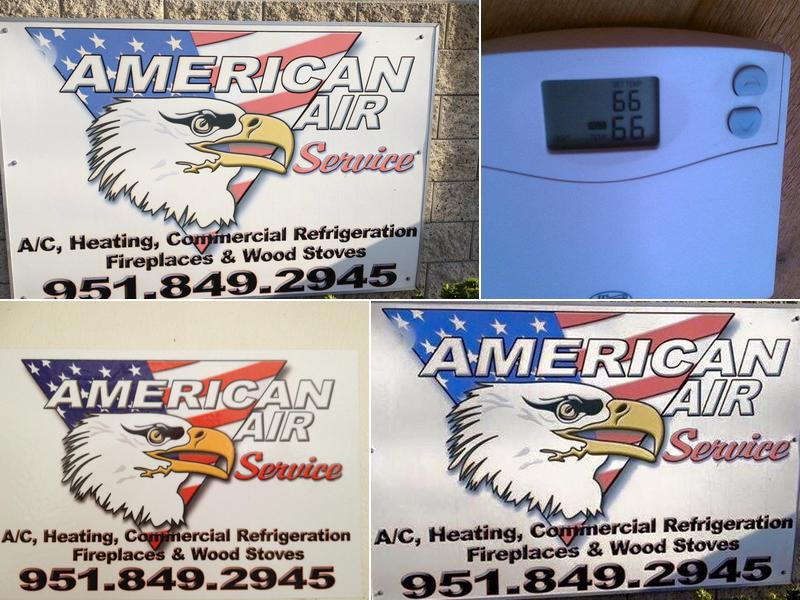 AMERICAN
AIR
Service
A/C, Heating, Commercial Refrigeration
Fireplaces & Wood Stoves
951.849.2945
SET TEMP
66
66
AMERICAN
AIR
Service
A/C, Heating, Commercial Refrigeration
Fireplaces & Wood Stoves
951.849.2945
AMERICAN
AIR
Service
A/C, Heating, Commercial Refrigeration
Fireplaces & Wood Stoves
951.849.2945